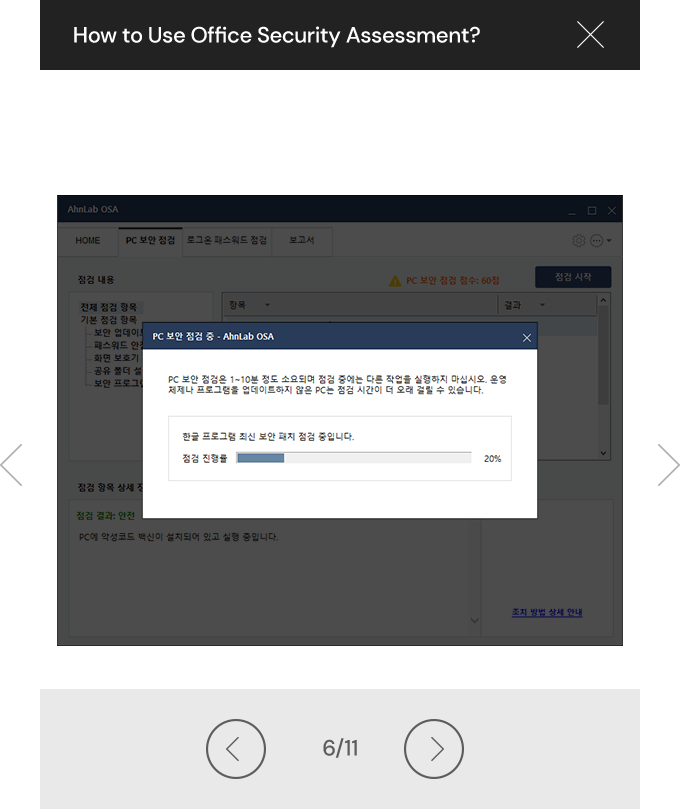 How to Use Office Security Assessment?
AhnLab OSA
HOME
PC 보안 점검
로그온 패스워드 점검
보고서
점검 내용
PC 보안 점검 점수: 60점
점검 시작
전체 점검 항목
기본 점검 항목
보안 업데이트
패스워드 안
화면 보호기
공유 폴더 설
보안 프로그램
항목
결과
PC 보안 점검 중 - AhnLab OSA
PC 보안 점검은 1~10분 정도 소요되며 점검 중에는 다른 작업을 실행하지 마십시오. 운영
체제나 프로그램을 업데이트하지 않은 PC는 점검 시간이 더 오래 걸릴 수 있습니다.
한글 프로그램 최신 보안 패치 점검 중입니다.
점검 진행률
20%
점검 항목 상세
점검 결과: 안전
PC에 악성코드 백신이 설치되어 있고 실행 중입니다.
조치 방법 상세 안내
6/11